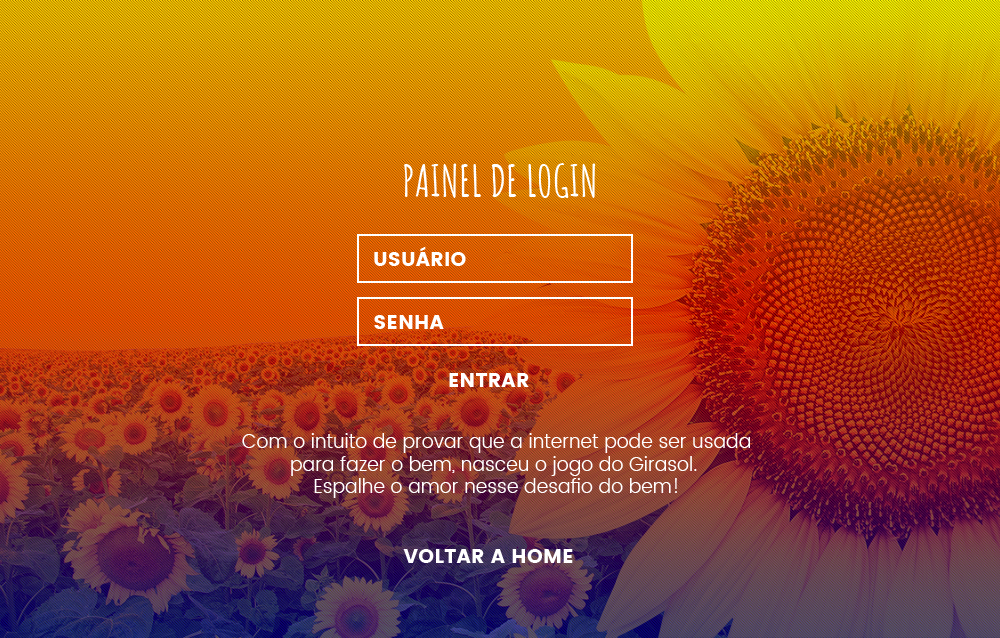 PAINEL DE LOGIN
USUÁRIO
SENHA
ENTRAR
Com o intuito de provar que a internet pode ser usada
para fazer o bem, nasceu o jogo do Girasol.
Espalhe o amor nesse desafio do bem!
VOLTAR A HOME